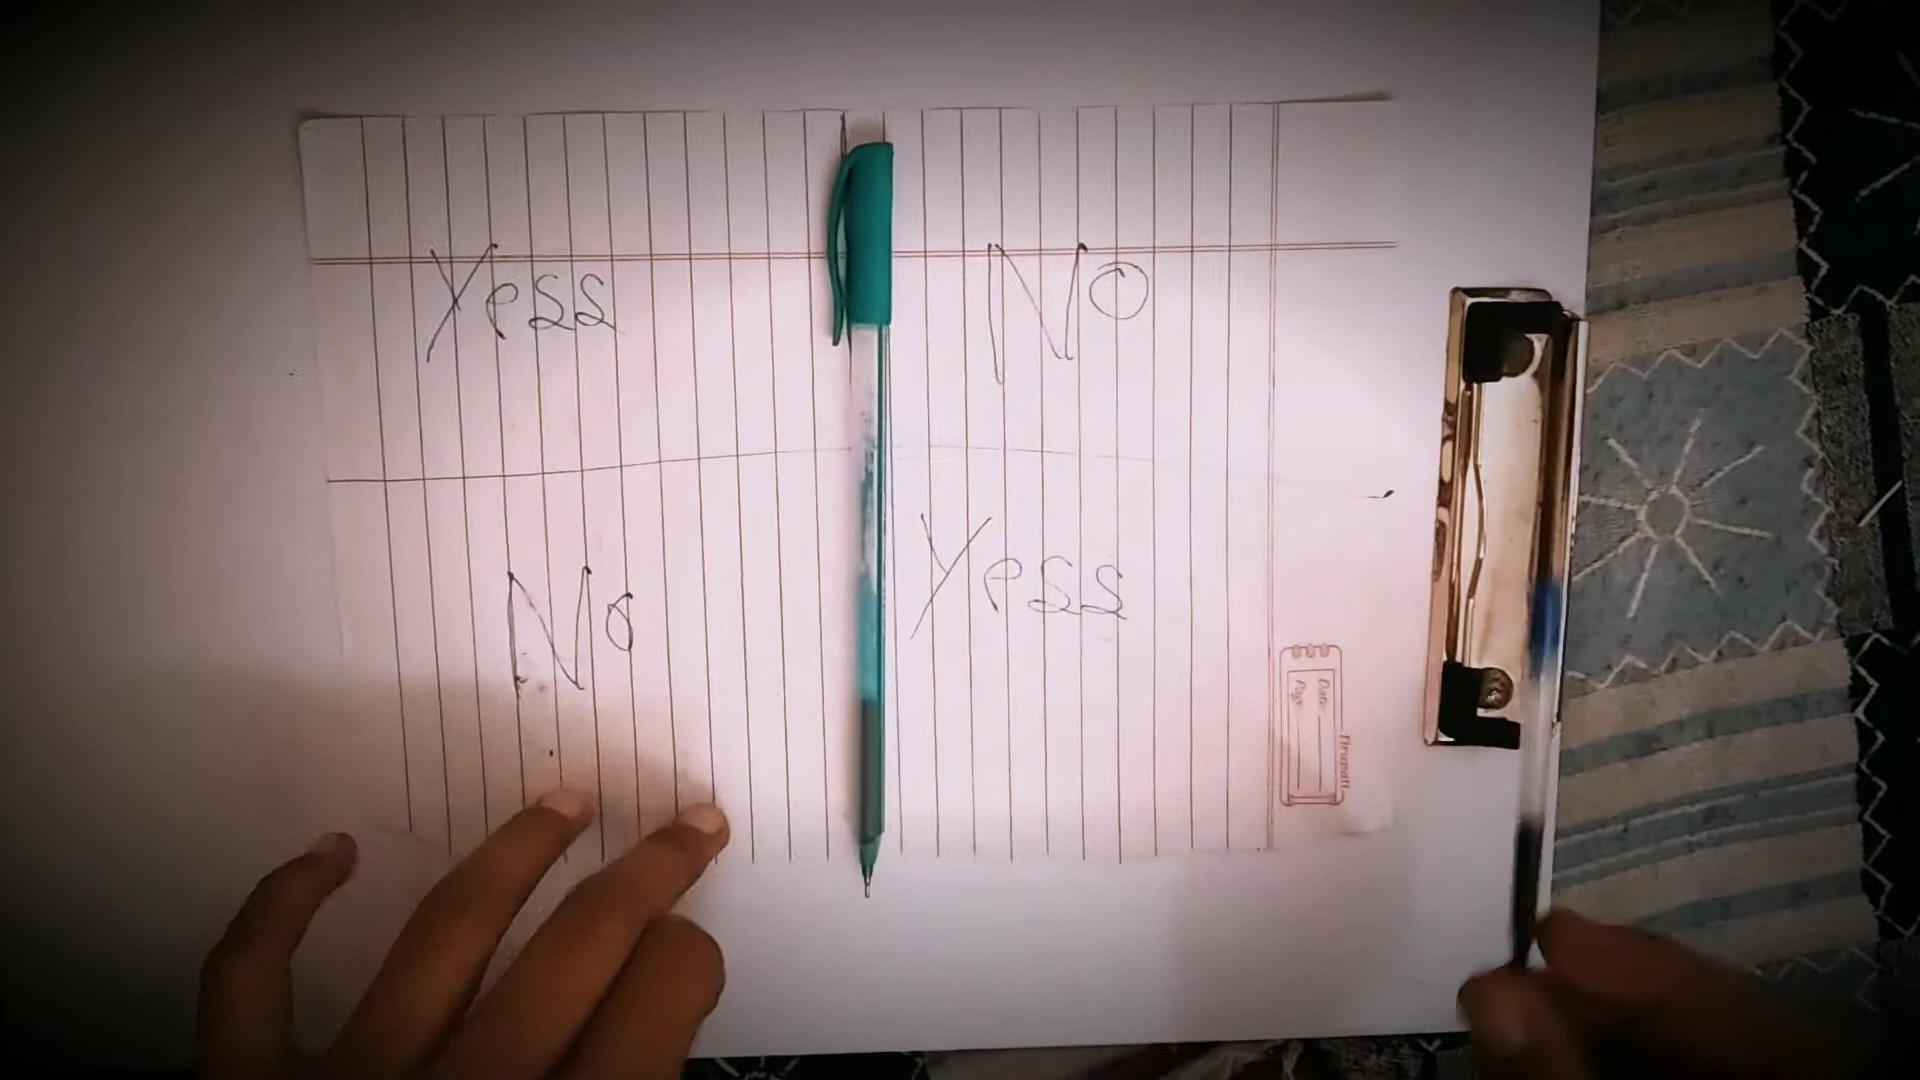 Yess No
No Yess
Date
Page